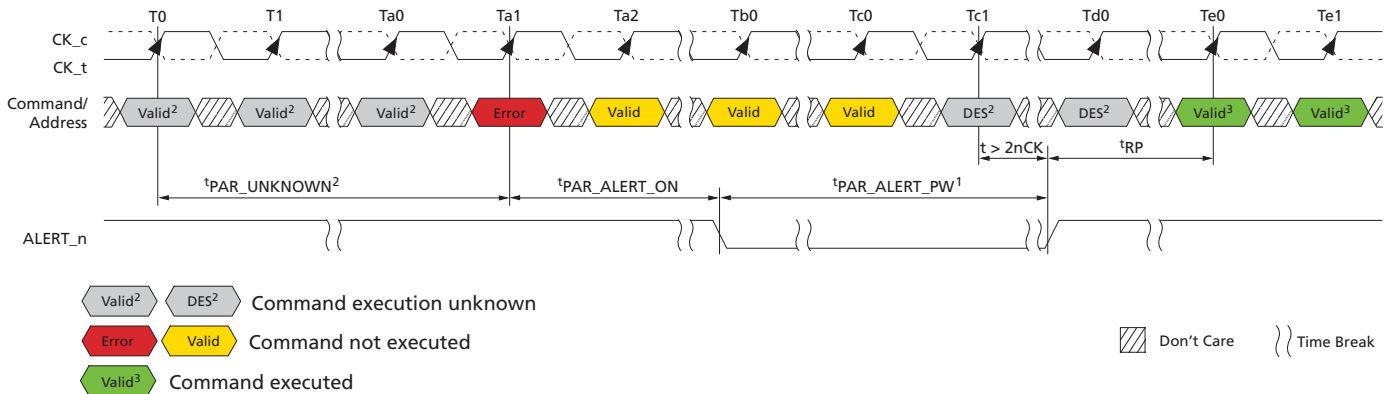 T0 T1 Ta0 Ta1 Ta2 Tb0 Tc0 Tc1 Td0 Te0 Te1
CK_c
CK_t
Command/
Address
Valid² Valid² Valid² Error Valid Valid Valid DES² DES² Valid³ Valid³
t > 2nCK tRP
tPAR_UNKNOWN² tPAR_ALERT_ON tPAR_ALERT_PW¹
ALERT_n
Valid² DES² Command execution unknown
Error Valid Command not executed
Don't Care Time Break
Valid³ Command executed